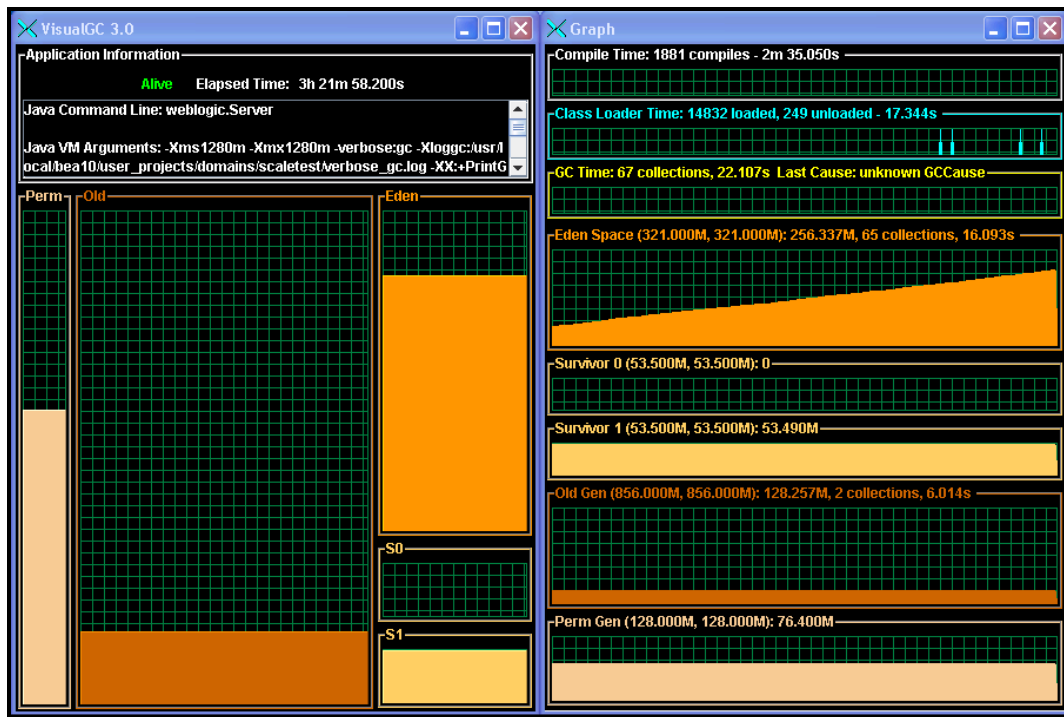 VisualGC 3.0
Application Information
Alive Elapsed Time: 3h 21m 58.200s
Java Command Line: weblogic.Server
Java VM Arguments: -Xms1280m -Xmx1280m -verbose:gc -Xloggc:/usr/l
ocal/bea10/user_projects/domains/scaletest/verbose_gc.log -XX:+PrintG
Perm
Old
Eden
S0
S1
Graph
Compile Time: 1881 compiles - 2m 35.050s
Class Loader Time: 14832 loaded, 249 unloaded - 17.344s
GC Time: 67 collections, 22.107s Last Cause: unknown GCCause
Eden Space (321.000M, 321.000M): 256.337M, 65 collections, 16.093s
Survivor 0 (53.500M, 53.500M): 0
Survivor 1 (53.500M, 53.500M): 53.490M
Old Gen (856.000M, 856.000M): 128.257M, 2 collections, 6.014s
Perm Gen (128.000M, 128.000M): 76.400M